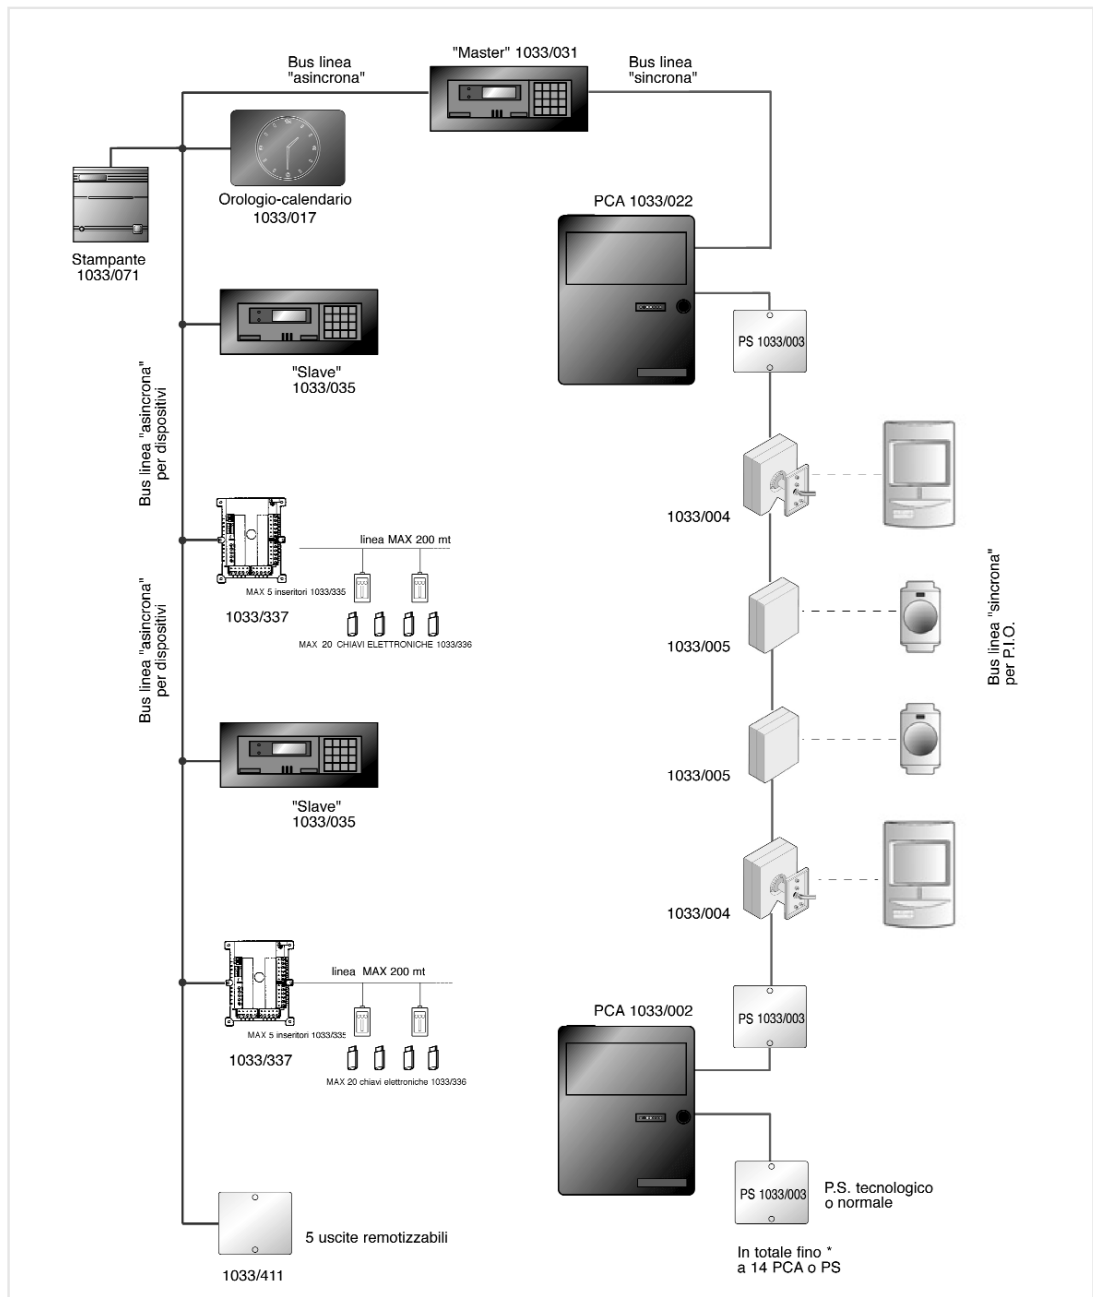 "Master" 1033/031
Bus linea
"asincrona"
Bus linea
"sincrona"
Orologio-calendario
1033/017
Stampante
1033/071
PCA 1033/022
PS 1033/003
"Slave"
1033/035
Bus linea "asincrona"
per dispositivi
1033/004
linea MAX 200 mt
MAX 5 inseritori 1033/335
1033/337
MAX 20 CHIAVI ELETTRONICHE 1033/336
1033/005
Bus linea "sincrona"
per P.I.O.
Bus linea "asincrona"
per dispositivi
1033/005
"Slave"
1033/035
1033/004
linea MAX 200 mt
MAX 5 inseritori 1033/335
1033/337
MAX 20 chiavi elettroniche 1033/336
PCA 1033/002
PS 1033/003
PS 1033/003
P.S. tecnologico
o normale
5 uscite remotizzabili
1033/411
In totale fino *
a 14 PCA o PS